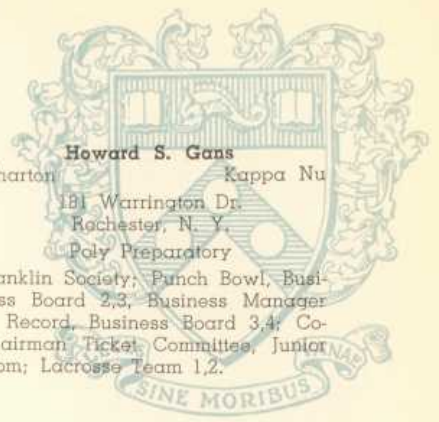 Howard S. Gans
harton Kappa Nu
181 Warrington Dr.
Rochester, N. Y.
Poly Preparatory
nklin Society; Punch Bowl, Busi-
ss Board 2,3, Business Manager
Record, Business Board 3,4; Co-
airman Ticket Committee, Junior
om; Lacrosse Team 1,2.
SINE MORIBUS